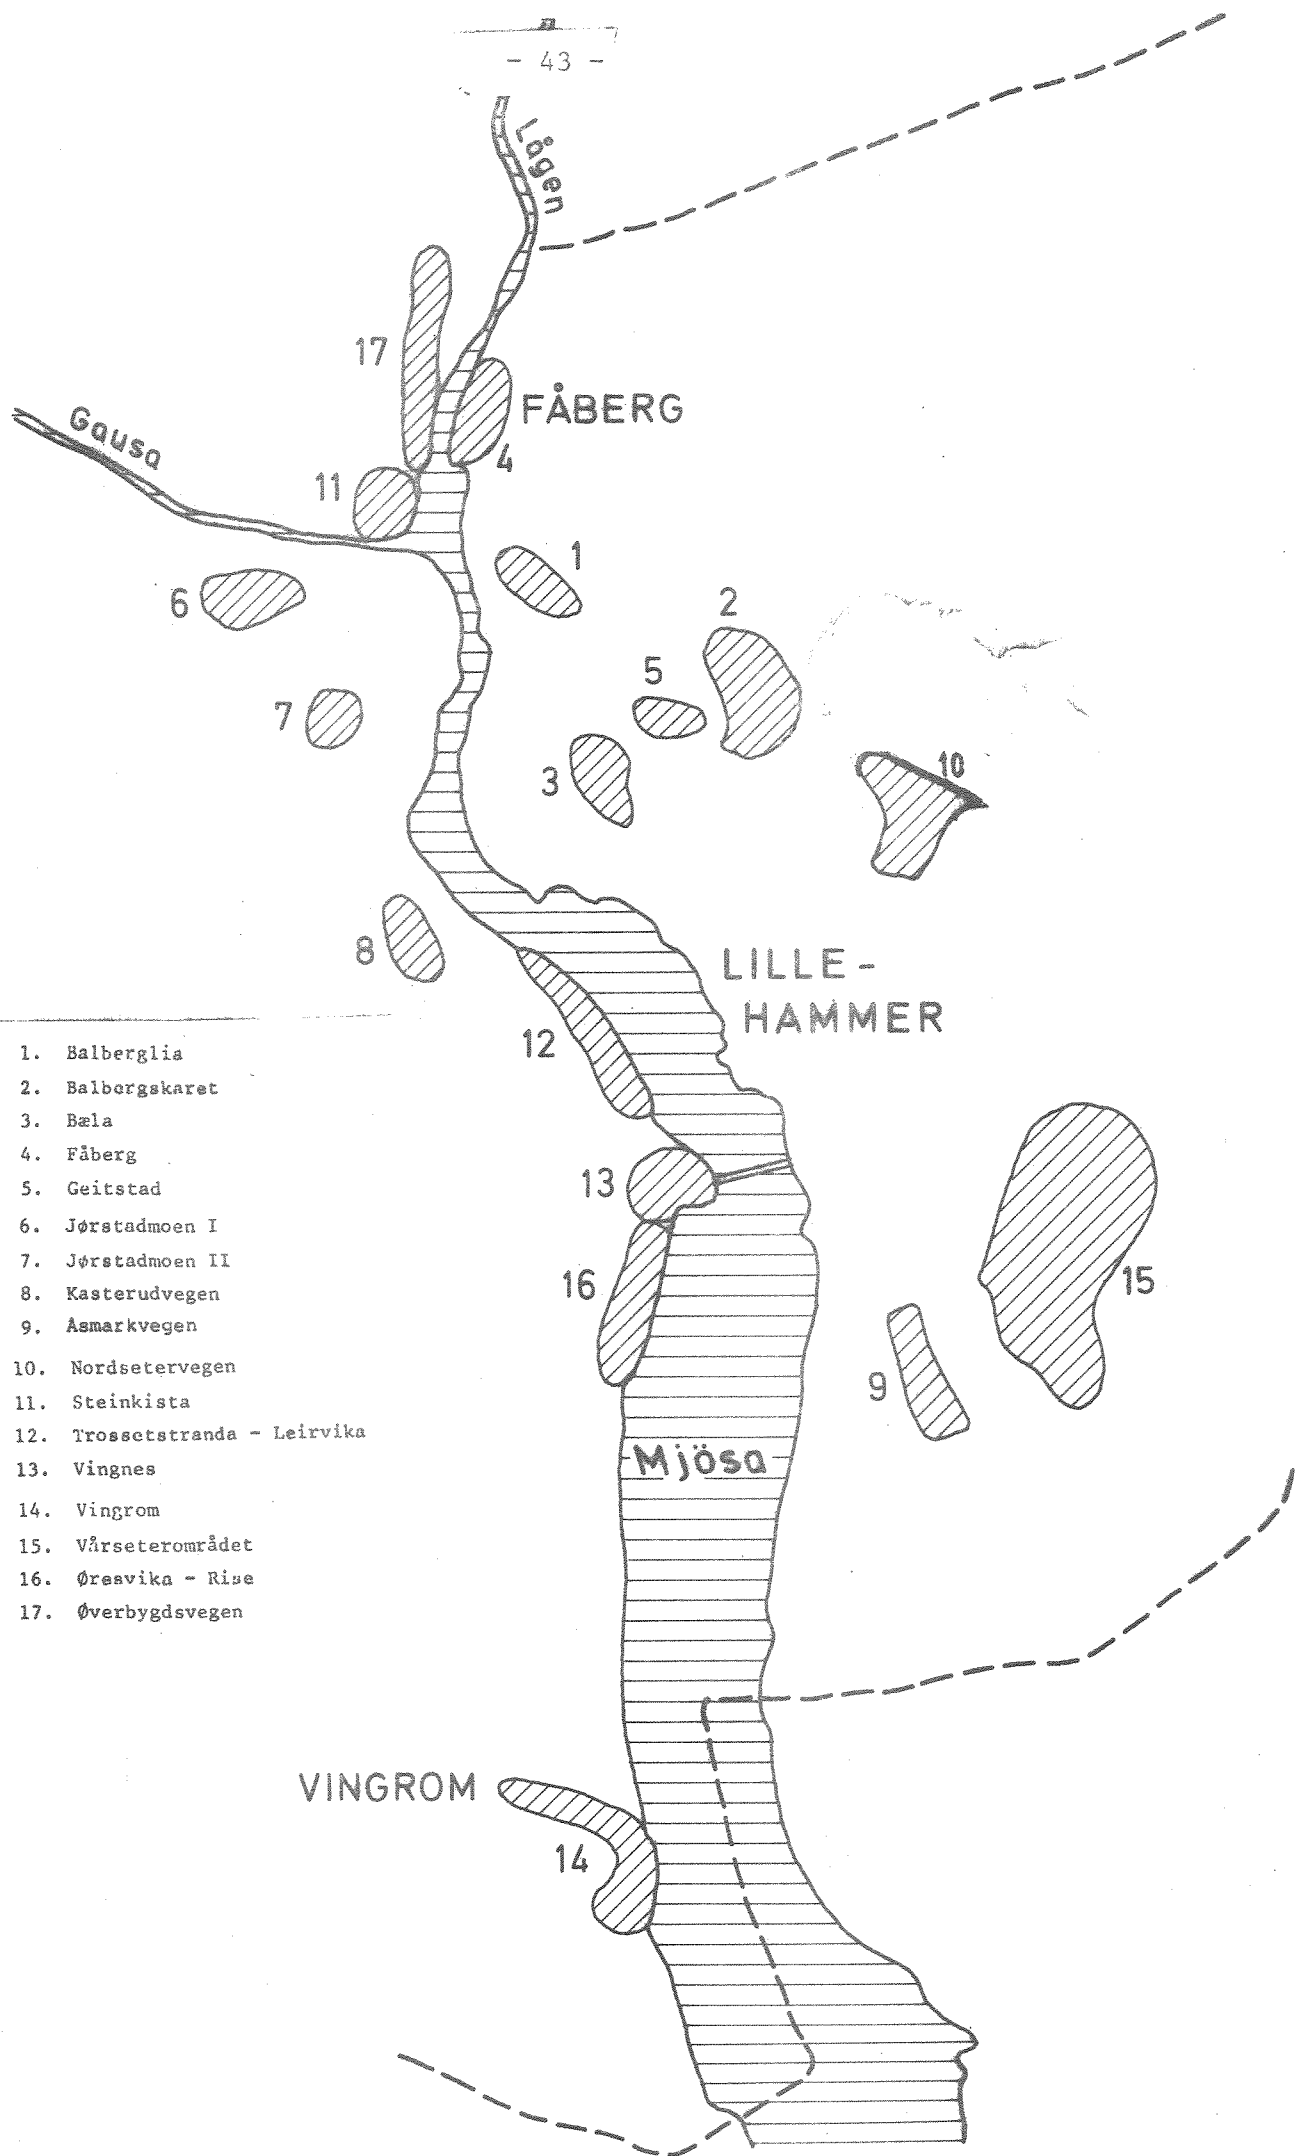 - 43 -
Lågen
17
FÅBERG
4
Gausa
11
1
6
2
5
7
3
10
8
LILLE-
HAMMER
12
13
15
16
9
Mjösa
1. Balberglia
2. Balbergskaret
3. Bæla
4. Fåberg
5. Geitstad
6. Jørstadmoen I
7. Jørstadmoen II
8. Kasterudvegen
9. Åsmarkvegen
10. Nordsetervegen
11. Steinkista
12. Trossetstranda - Leirvika
13. Vingnes
14. Vingrom
15. Vårseterområdet
16. Øresvika - Rise
17. Øverbygdsvegen
VINGROM
14